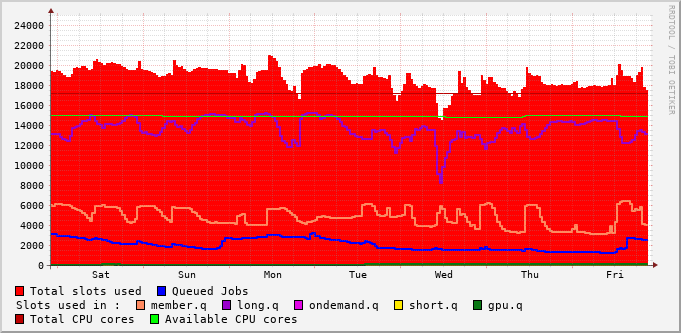 RRDTOOL / TOBI OETIKER
24000
22000
20000
18000
16000
14000
12000
10000
8000
6000
4000
2000
0
Sat Sun Mon Tue Wed Thu Fri
Total slots used Queued Jobs
Slots used in : member.q long.q ondemand.q short.q gpu.q
Total CPU cores Available CPU cores